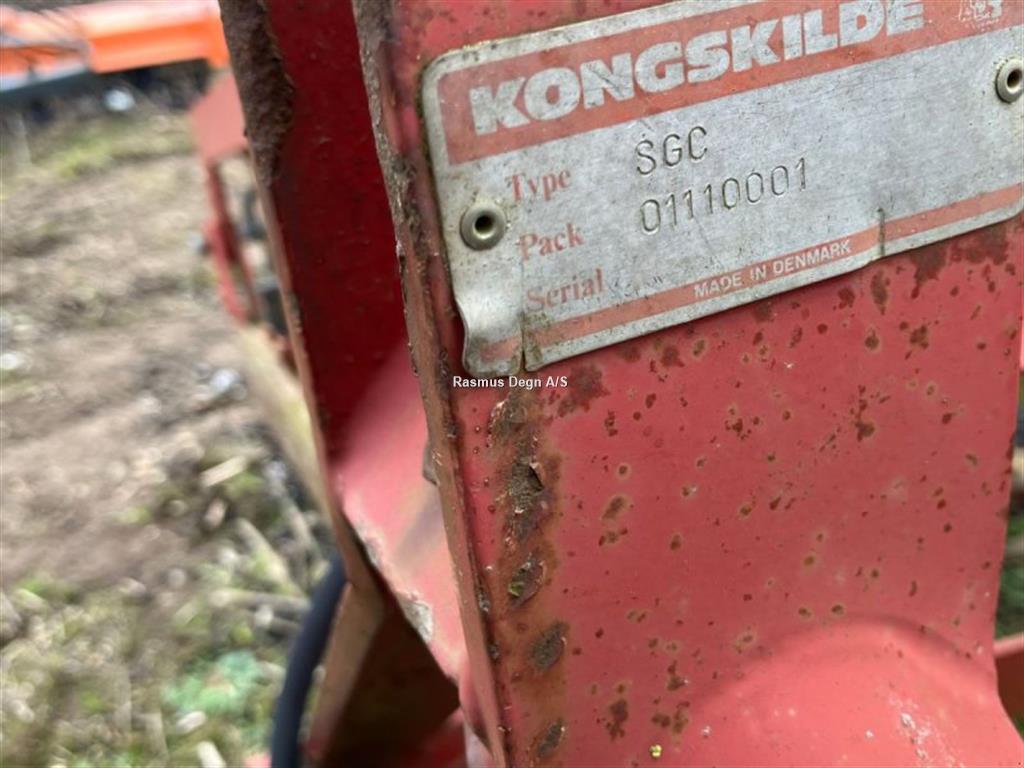 KONGSKILDE
Type SGC
Pack 01110001
Serial
MADE IN DENMARK
Rasmus Degn A/S